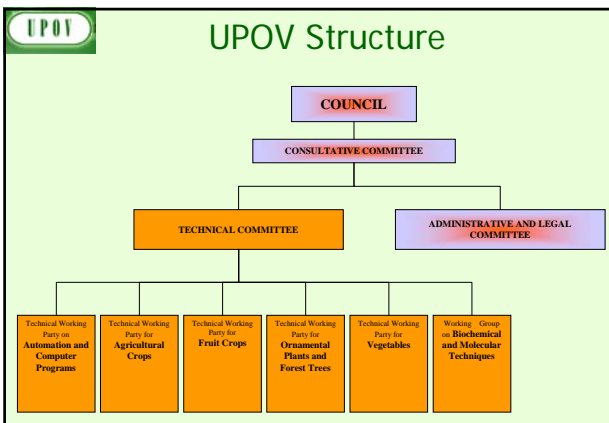 UPOV
UPOV Structure
COUNCIL
CONSULTATIVE COMMITTEE
TECHNICAL COMMITTEE
ADMINISTRATIVE AND LEGAL
COMMITTEE
Technical Working
Party on
Automation and
Computer
Programs
Technical Working
Party for
Agricultural
Crops
Technical Working
Party for
Fruit Crops
Technical Working
Party for
Ornamental
Plants and
Forest Trees
Technical Working
Party for
Vegetables
Working Group
on Biochemical
and Molecular
Techniques